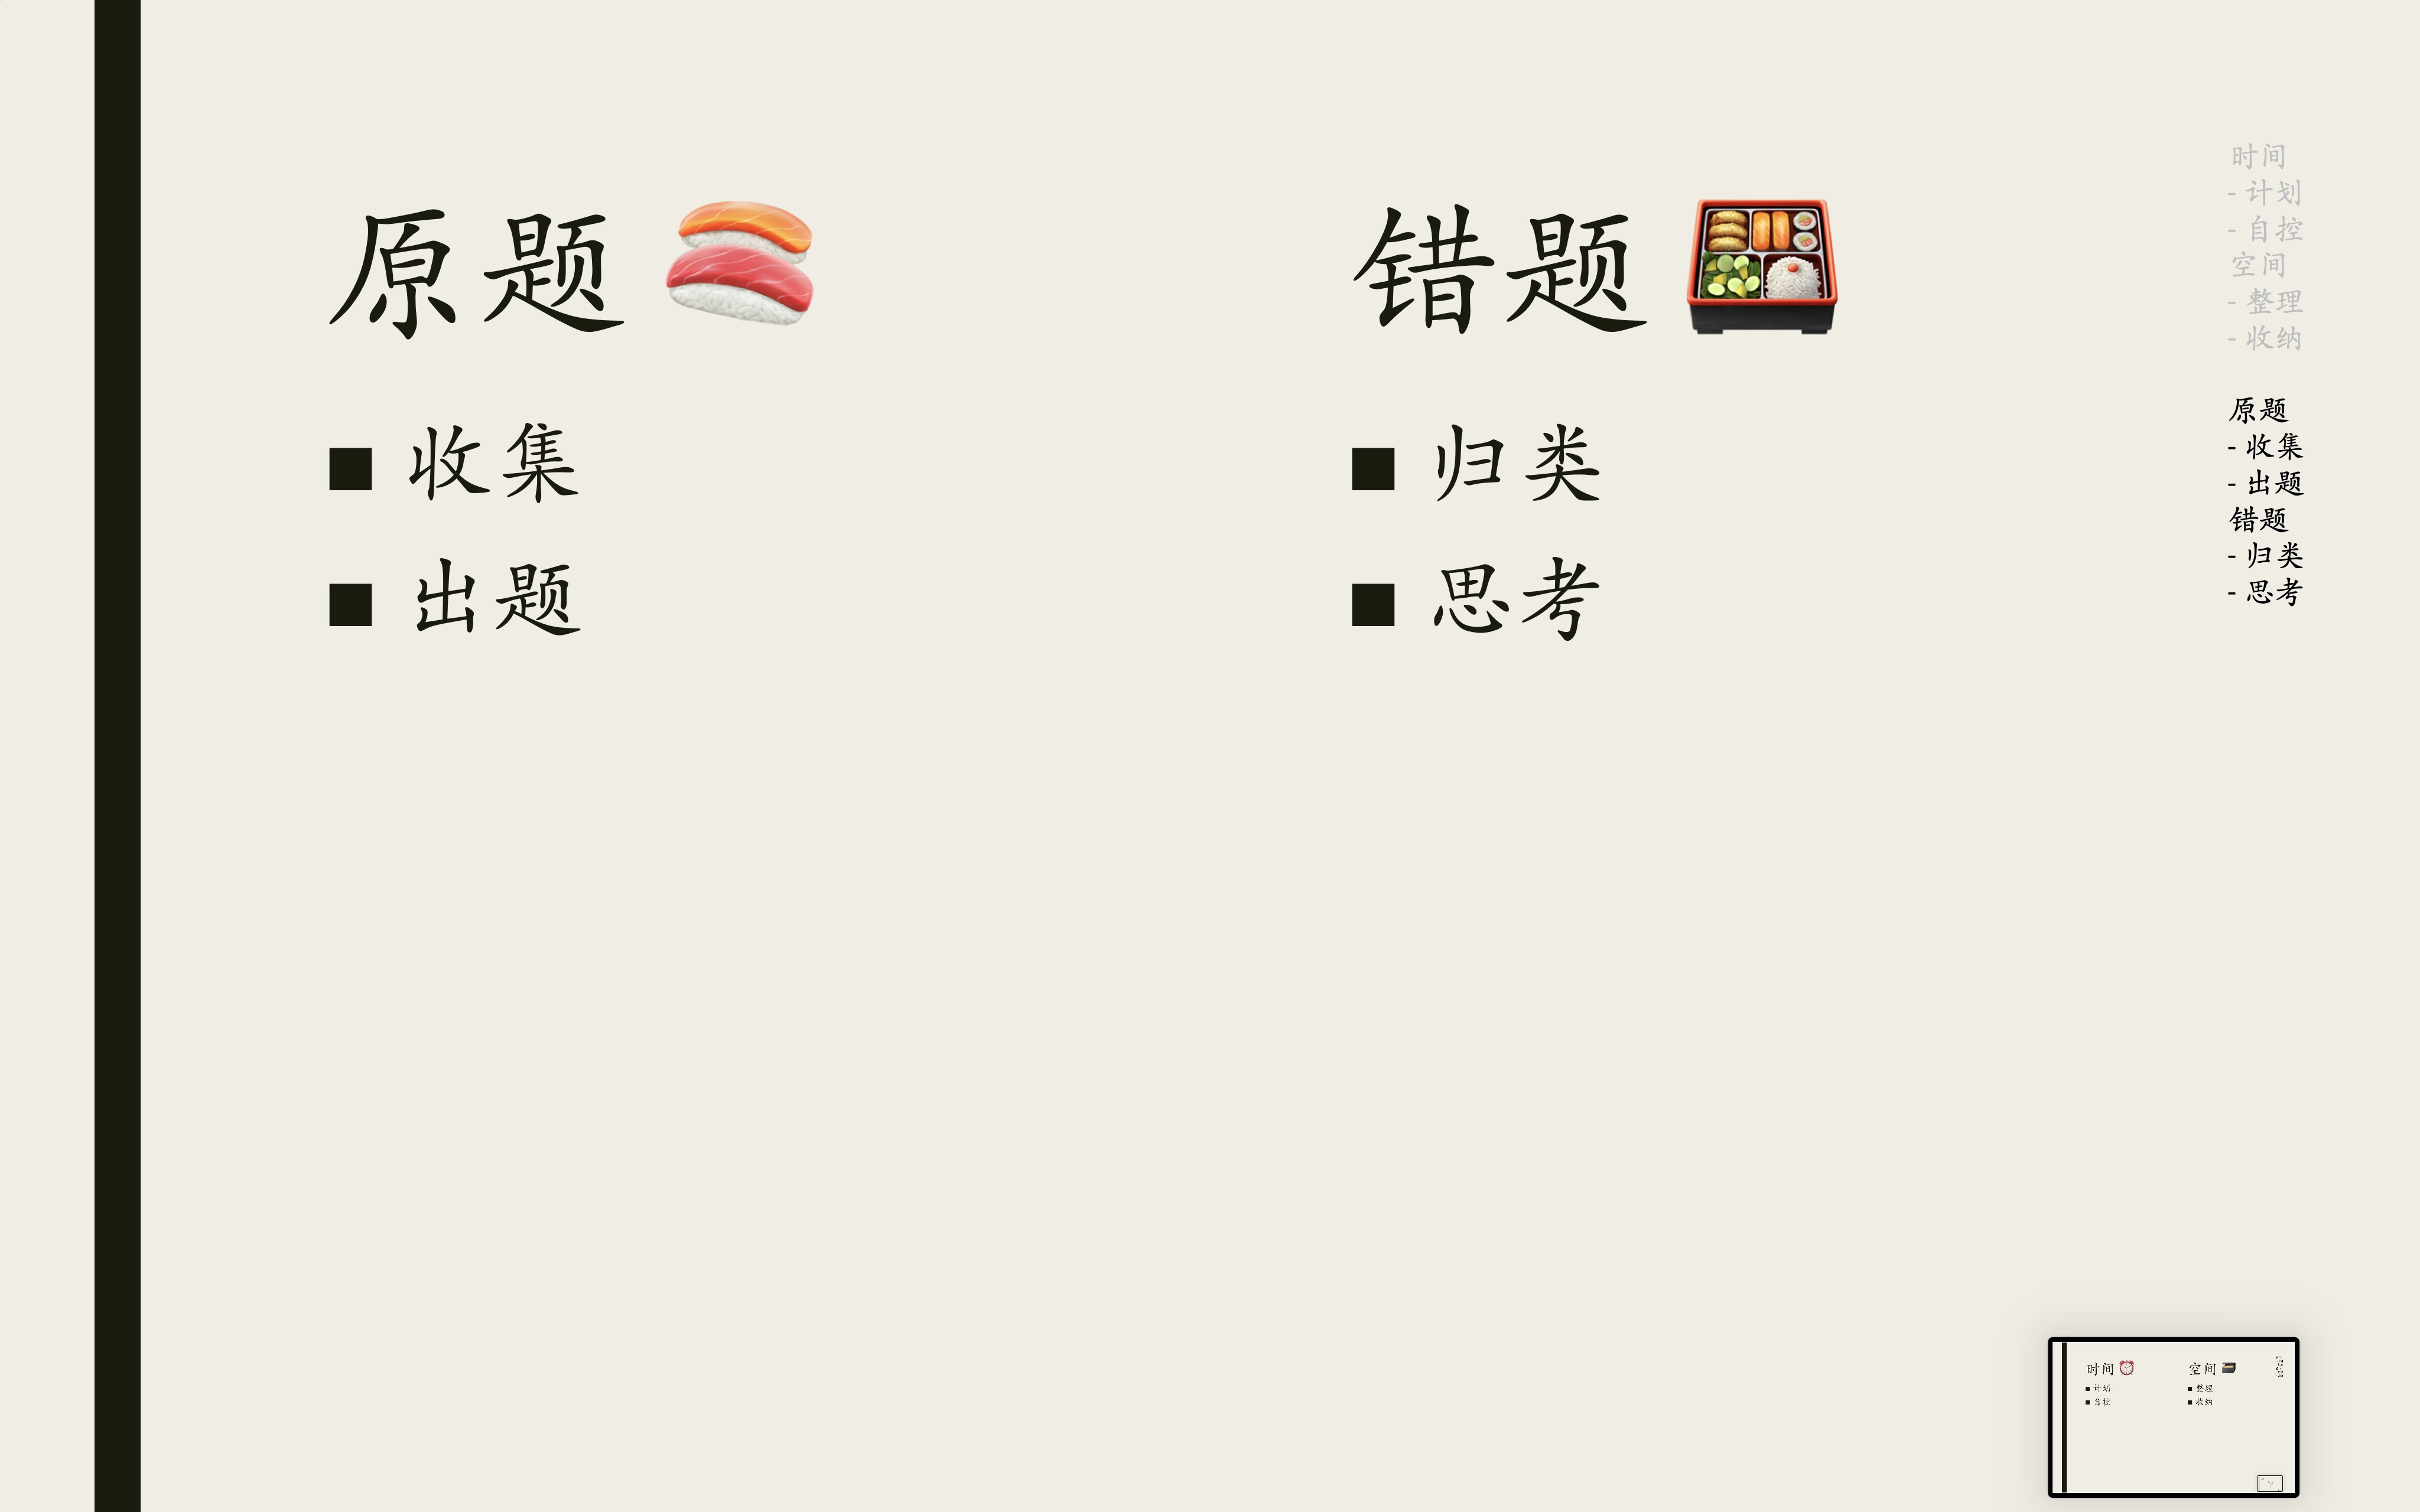 原题
■ 收集
■ 出题
错题
■ 归类
■ 思考
时间
- 计划
- 自控
空间
- 整理
- 收纳
原题
- 收集
- 出题
错题
- 归类
- 思考
时间
■ 计划
■ 自控
空间
■ 整理
■ 收纳